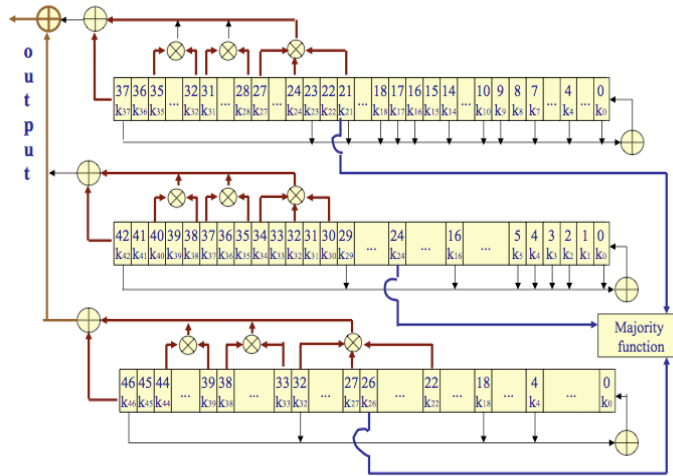 output
37 36 35 ... 32 31 ... 28 27 ... 24 23 22 21 ... 18 17 16 15 14 ... 10 9 8 7 ... 4 ... 0
k37 k36 k35 ... k32 k31 ... k28 k27 ... k24 k23 k22 k21 ... k18 k17 k16 k15 k14 ... k10 k9 k8 k7 ... k4 ... k0
42 41 40 39 38 37 36 35 34 33 32 31 30 29 ... 24 ... 16 ... 5 4 3 2 1 0
k42 k41 k40 k39 k38 k37 k36 k35 k34 k33 k32 k31 k30 k29 k24 k16 k5 k4 k3 k2 k1 k0
Majority
function
46 45 44 ... 39 38 ... 33 32 ... 27 26 ... 22 ... 18 ... 4 ... 0
k46 k45 k44 k39 k38 k33 k32 k27 k26 k22 k18 k4 k0